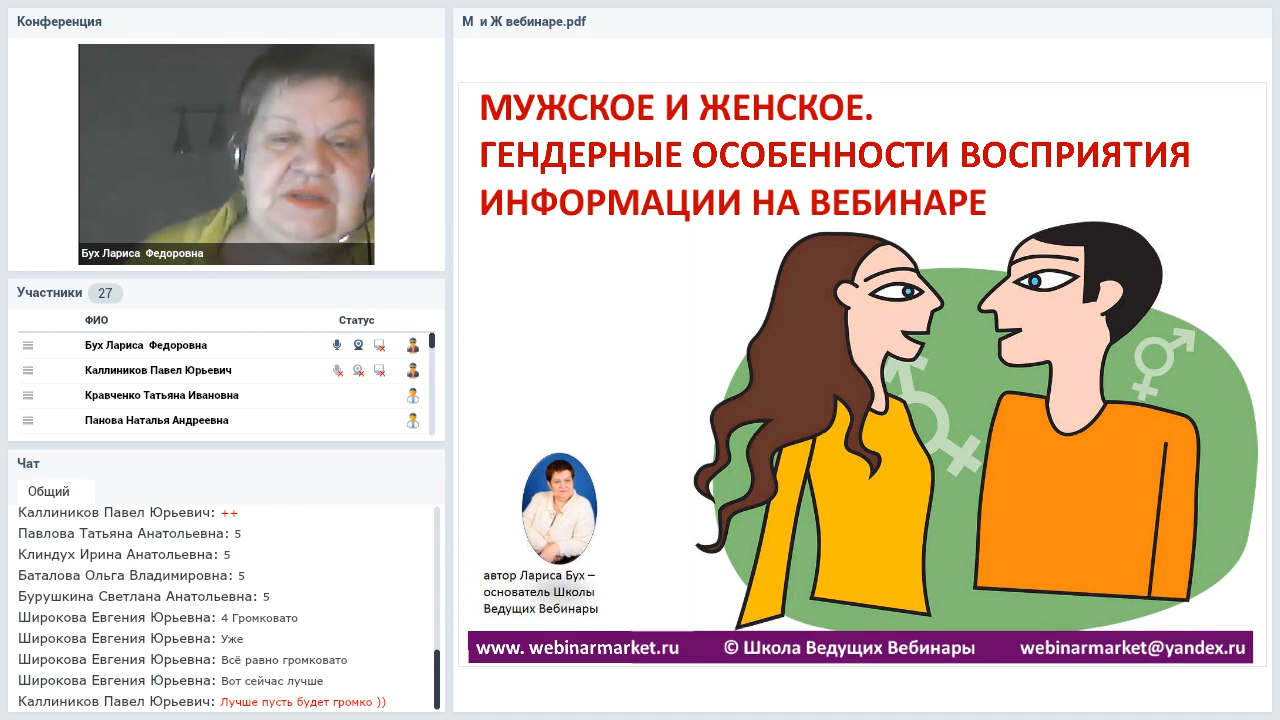 Конференция
Бух Лариса  Федоровна
Участники 27
ФИО Статус
Бух Лариса  Федоровна
Каллиников Павел Юрьевич
Кравченко Татьяна Ивановна
Панова Наталья Андреевна
Чат
Общий
Каллиников Павел Юрьевич: ++
Павлова Татьяна Анатольевна: 5
Клиндух Ирина Анатольевна: 5
Баталова Ольга Владимировна: 5
Бурушкина Светлана Анатольевна: 5
Широкова Евгения Юрьевна: 4 Громковато
Широкова Евгения Юрьевна: Уже
Широкова Евгения Юрьевна: Всё равно громковато
Широкова Евгения Юрьевна: Вот сейчас лучше
Каллиников Павел Юрьевич: Лучше пусть будет громко ))
М  и Ж вебинаре.pdf
МУЖСКОЕ И ЖЕНСКОЕ.
ГЕНДЕРНЫЕ ОСОБЕННОСТИ ВОСПРИЯТИЯ
ИНФОРМАЦИИ НА ВЕБИНАРЕ
автор Лариса Бух –
основатель Школы
Ведущих Вебинары
www. webinarmarket.ru © Школа Ведущих Вебинары webinarmarket@yandex.ru